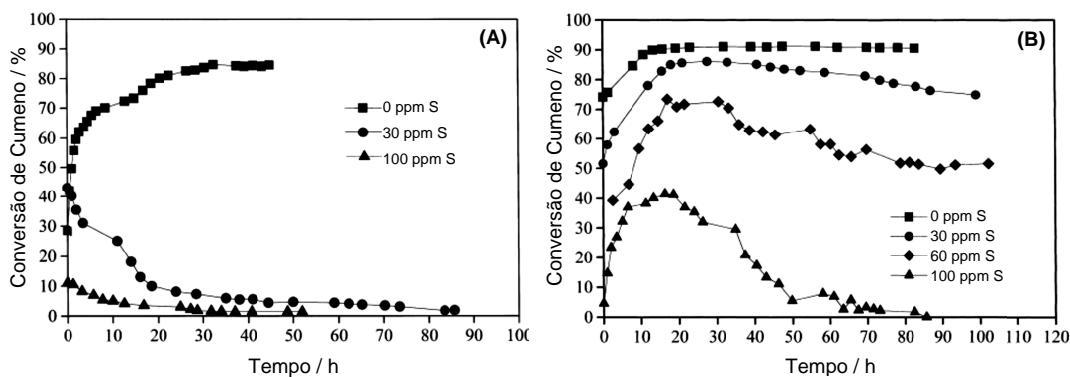 (A)
Conversão de Cumeno / %
100
90
80
70
60
50
40
30
20
10
0
0 ppm S
30 ppm S
100 ppm S
0 10 20 30 40 50 60 70 80 90 100
Tempo / h
(B)
Conversão de Cumeno / %
100
90
80
70
60
50
40
30
20
10
0
0 ppm S
30 ppm S
60 ppm S
100 ppm S
0 10 20 30 40 50 60 70 80 90 100 110 120
Tempo / h